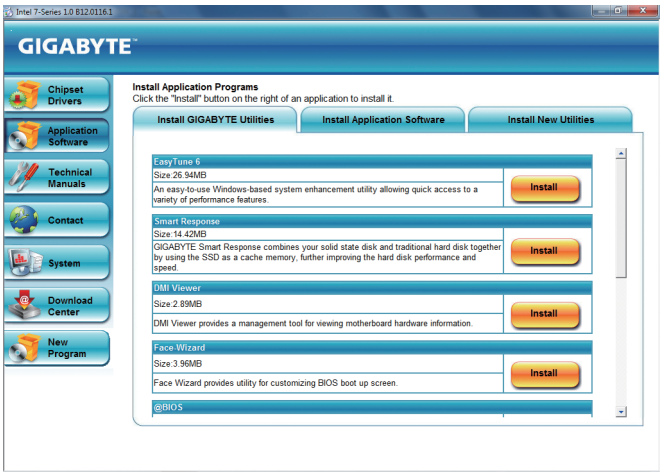 Intel 7-Series 1.0 B12.0116.1
GIGABYTE™
Chipset
Drivers
Application
Software
Technical
Manuals
Contact
System
Download
Center
New
Program
Install Application Programs
Click the "Install" button on the right of an application to install it.
Install GIGABYTE Utilities
Install Application Software
Install New Utilities
EasyTune 6
Size:26.94MB
An easy-to-use Windows-based system enhancement utility allowing quick access to a
variety of performance features.
Install
Smart Response
Size:14.42MB
GIGABYTE Smart Response combines your solid state disk and traditional hard disk together
by using the SSD as a cache memory, further improving the hard disk performance and
speed.
Install
DMI Viewer
Size:2.89MB
DMI Viewer provides a management tool for viewing motherboard hardware information.
Install
Face-Wizard
Size:3.96MB
Face Wizard provides utility for customizing BIOS boot up screen.
Install
@BIOS